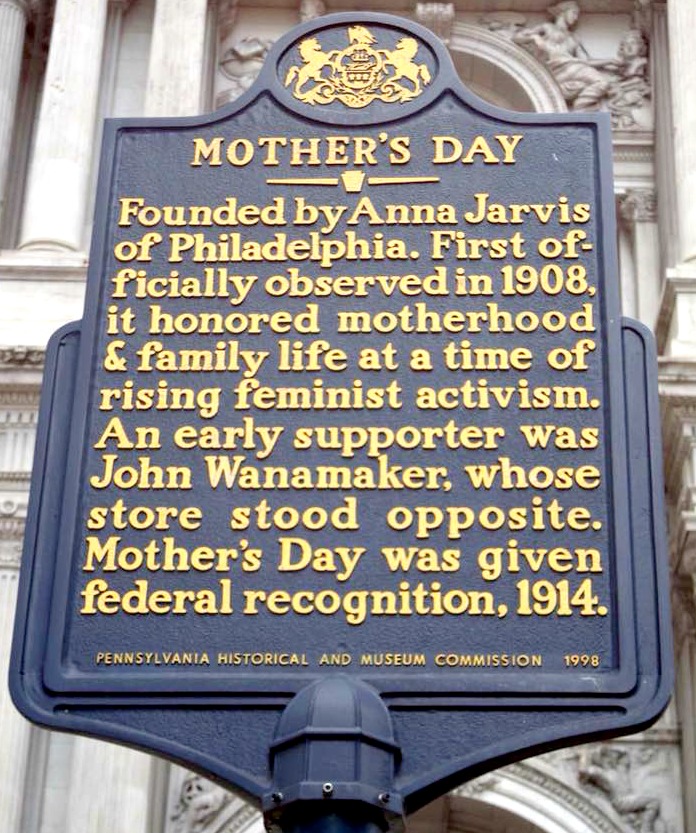 MOTHER'S DAY
Founded by Anna Jarvis
of Philadelphia. First of-
ficially observed in 1908,
it honored motherhood
& family life at a time of
rising feminist activism.
An early supporter was
John Wanamaker, whose
store stood opposite.
Mother's Day was given
federal recognition, 1914.
PENNSYLVANIA HISTORICAL AND MUSEUM COMMISSION 1998